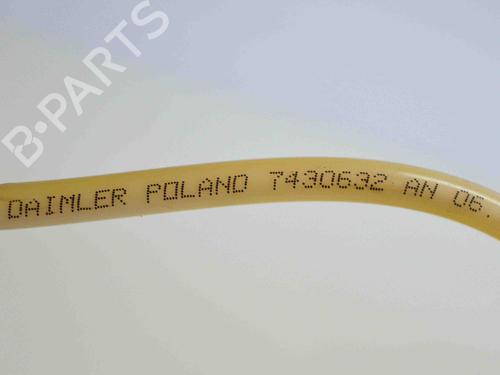 B-PARTS
DAIMLER POLAND 7430632 AN 06.